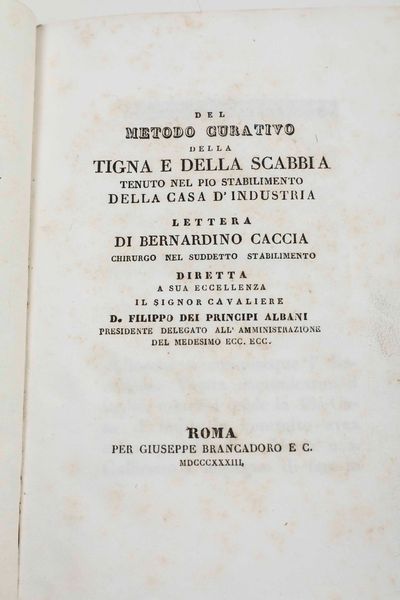 DEL
METODO CURATIVO
DELLA
TIGNA E DELLA SCABBIA
TENUTO NEL PIO STABILIMENTO
DELLA CASA D'INDUSTRIA
LETTERA
DI BERNARDINO CACCIA
CHIRURGO NEL SUDDETTO STABILIMENTO
DIRETTA
A SUA ECCELLENZA
IL SIGNOR CAVALIERE
D. FILIPPO DEI PRINCIPI ALBANI
PRESIDENTE DELEGATO ALL' AMMINISTRAZIONE
DEL MEDESIMO ECC. ECC.
ROMA
PER GIUSEPPE BRANCADORO E C.
MDCCCXXXIII,